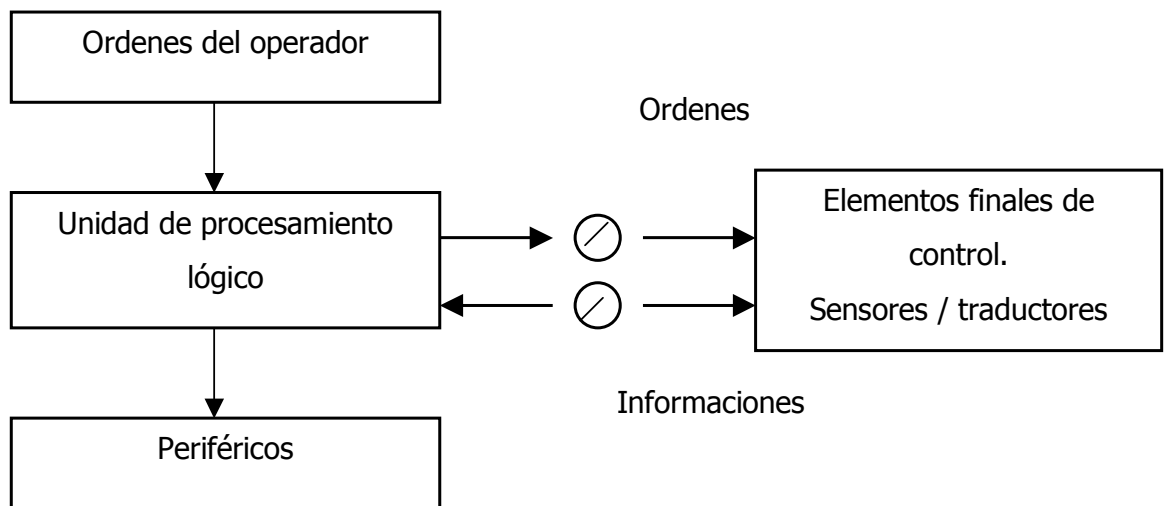 Ordenes del operador
Ordenes
Unidad de procesamiento
lógico
Elementos finales de
control.
Sensores / traductores
Informaciones
Periféricos